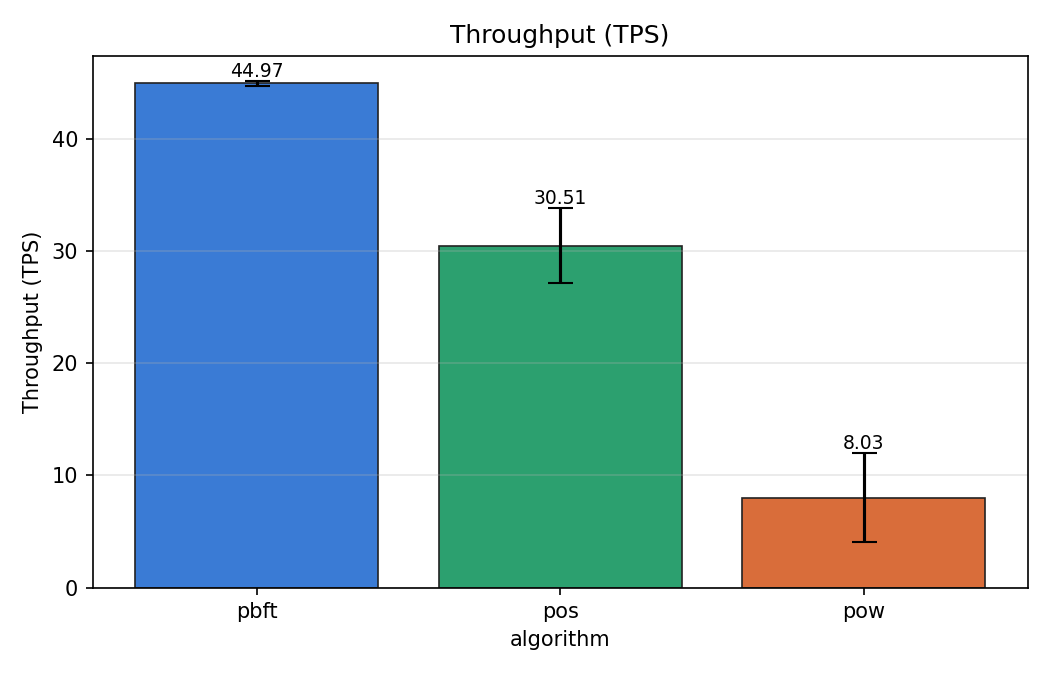 Throughput (TPS)
44.97
30.51
8.03
Throughput (TPS)
40
30
20
10
0
pbft pos pow
algorithm